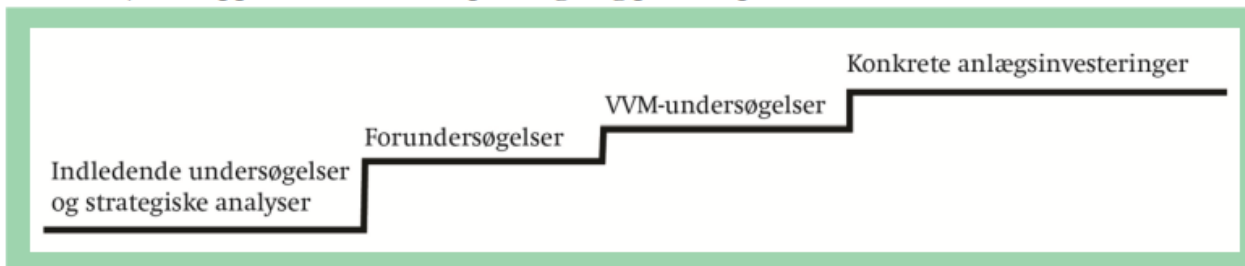 Indledende undersøgelser
og strategiske analyser
Forundersøgelser
VVM-undersøgelser
Konkrete anlægsinvesteringer